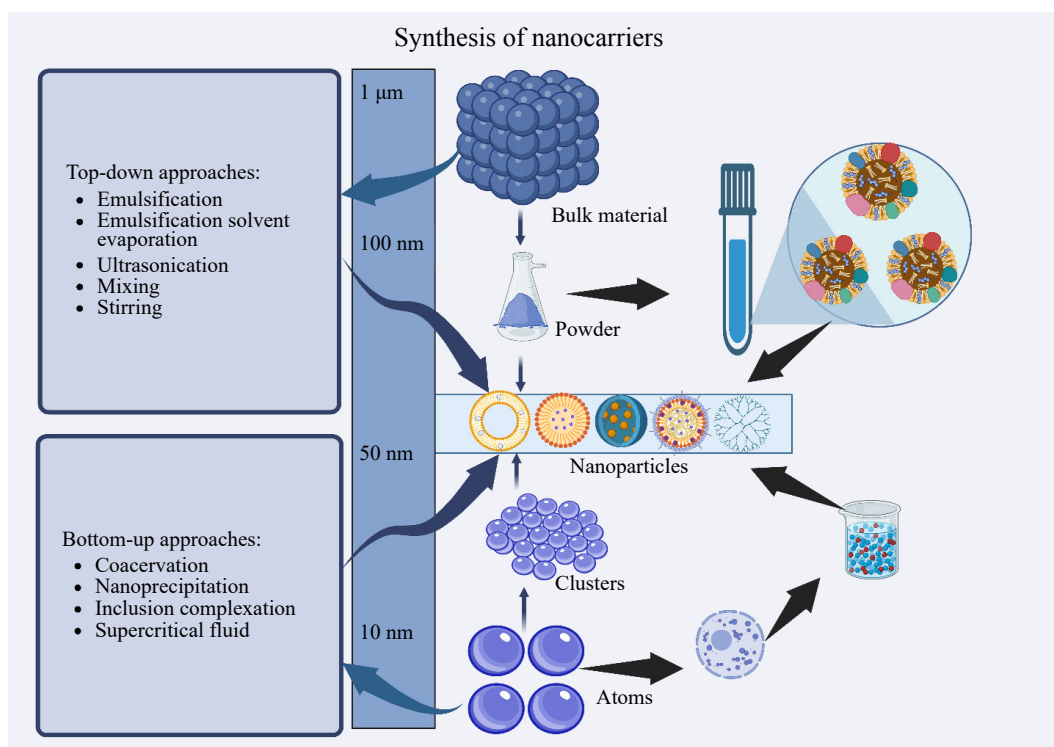 Synthesis of nanocarriers
Top-down approaches:
• Emulsification
• Emulsification solvent
evaporation
• Ultrasonication
• Mixing
• Stirring
Bottom-up approaches:
• Coacervation
• Nanoprecipitation
• Inclusion complexation
• Supercritical fluid
1 μm
100 nm
50 nm
10 nm
Bulk material
Powder
Nanoparticles
Clusters
Atoms